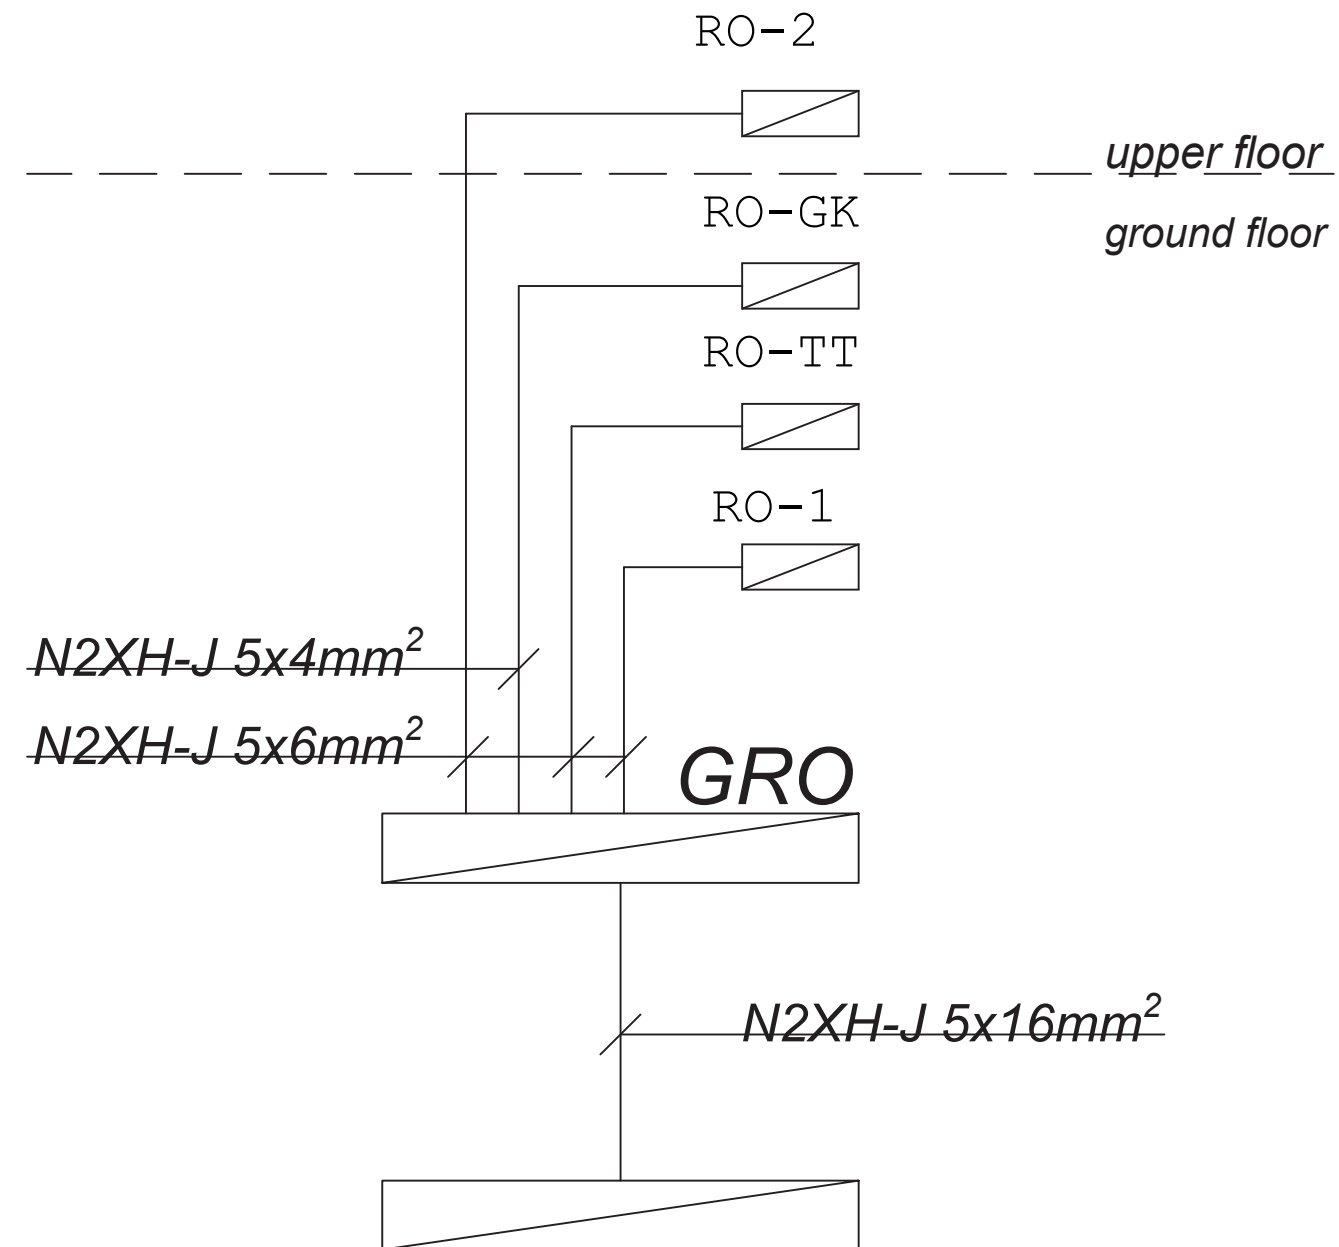 RO-2
upper floor
RO-GK
ground floor
RO-TT
RO-1
N2XH-J 5x4mm²
N2XH-J 5x6mm²
GRO
N2XH-J 5x16mm²